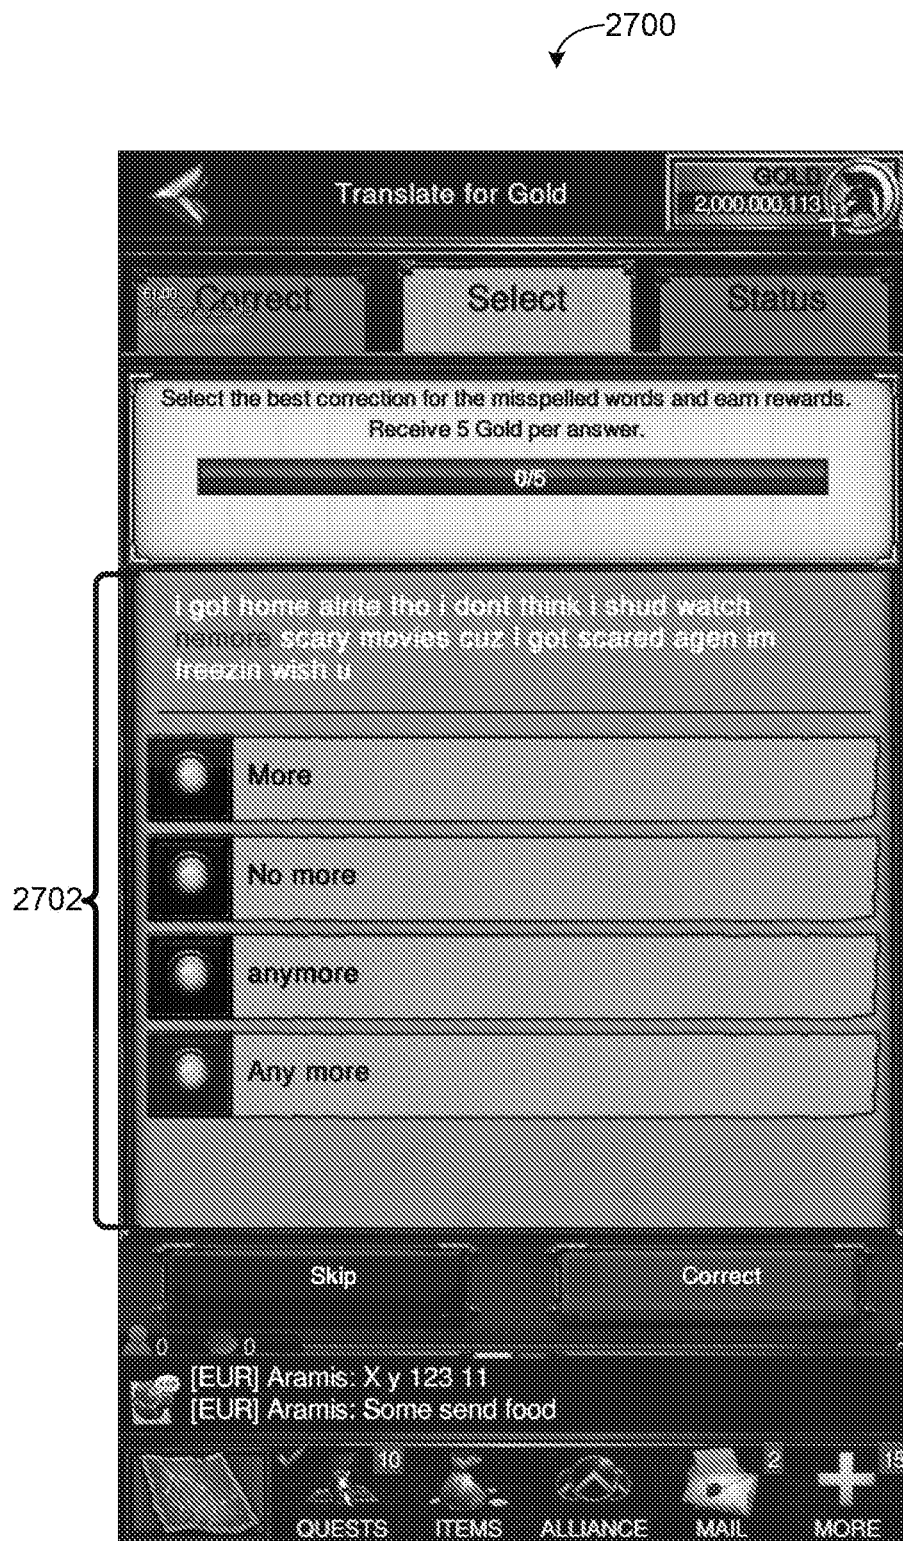 2700
Translate for Gold
GOLD
2,000,000,113
Correct
Select
Status
Select the best correction for the misspelled words and earn rewards.
Receive 5 Gold per answer.
0/5
i got home alrite tho i dont think i shud watch
namore scary movies cuz i got scared agen im
freezin wish u
More
No more
2702
anymore
Any more
Skip
Correct
0 0
[EUR] Aramis: X y 123 11
[EUR] Aramis: Some send food
10 2 15
QUESTS ITEMS ALLIANCE MAIL MORE